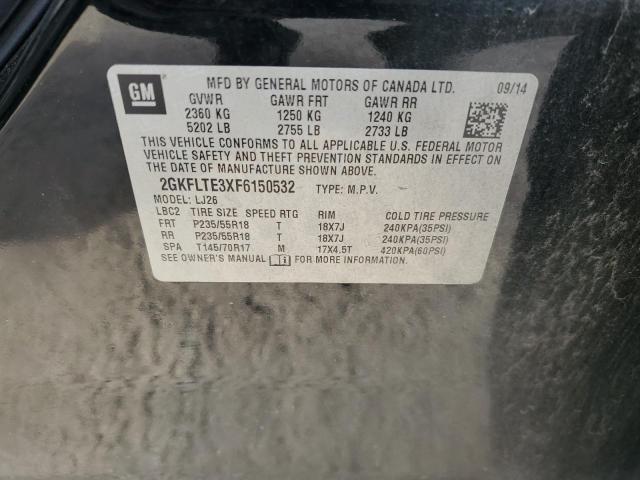 GM
MFD BY GENERAL MOTORS OF CANADA LTD. 09/14
GVWR GAWR FRT GAWR RR
2360 KG 1250 KG 1240 KG
5202 LB 2755 LB 2733 LB
THIS VEHICLE CONFORMS TO ALL APPLICABLE U.S. FEDERAL MOTOR
VEHICLE SAFETY AND THEFT PREVENTION STANDARDS IN EFFECT
ON THE DATE OF MANUFACTURE SHOWN ABOVE.
2GKFLTE3XF6150532 TYPE: M.P.V.
MODEL: LJ26
LBC2 TIRE SIZE SPEED RTG RIM COLD TIRE PRESSURE
FRT P235/55R18 T 18X7J 240KPA(35PSI)
RR P235/55R18 T 18X7J 240KPA(35PSI)
SPA T145/70R17 M 17X4.5T 420KPA(60PSI)
SEE OWNER'S MANUAL FOR MORE INFORMATION.